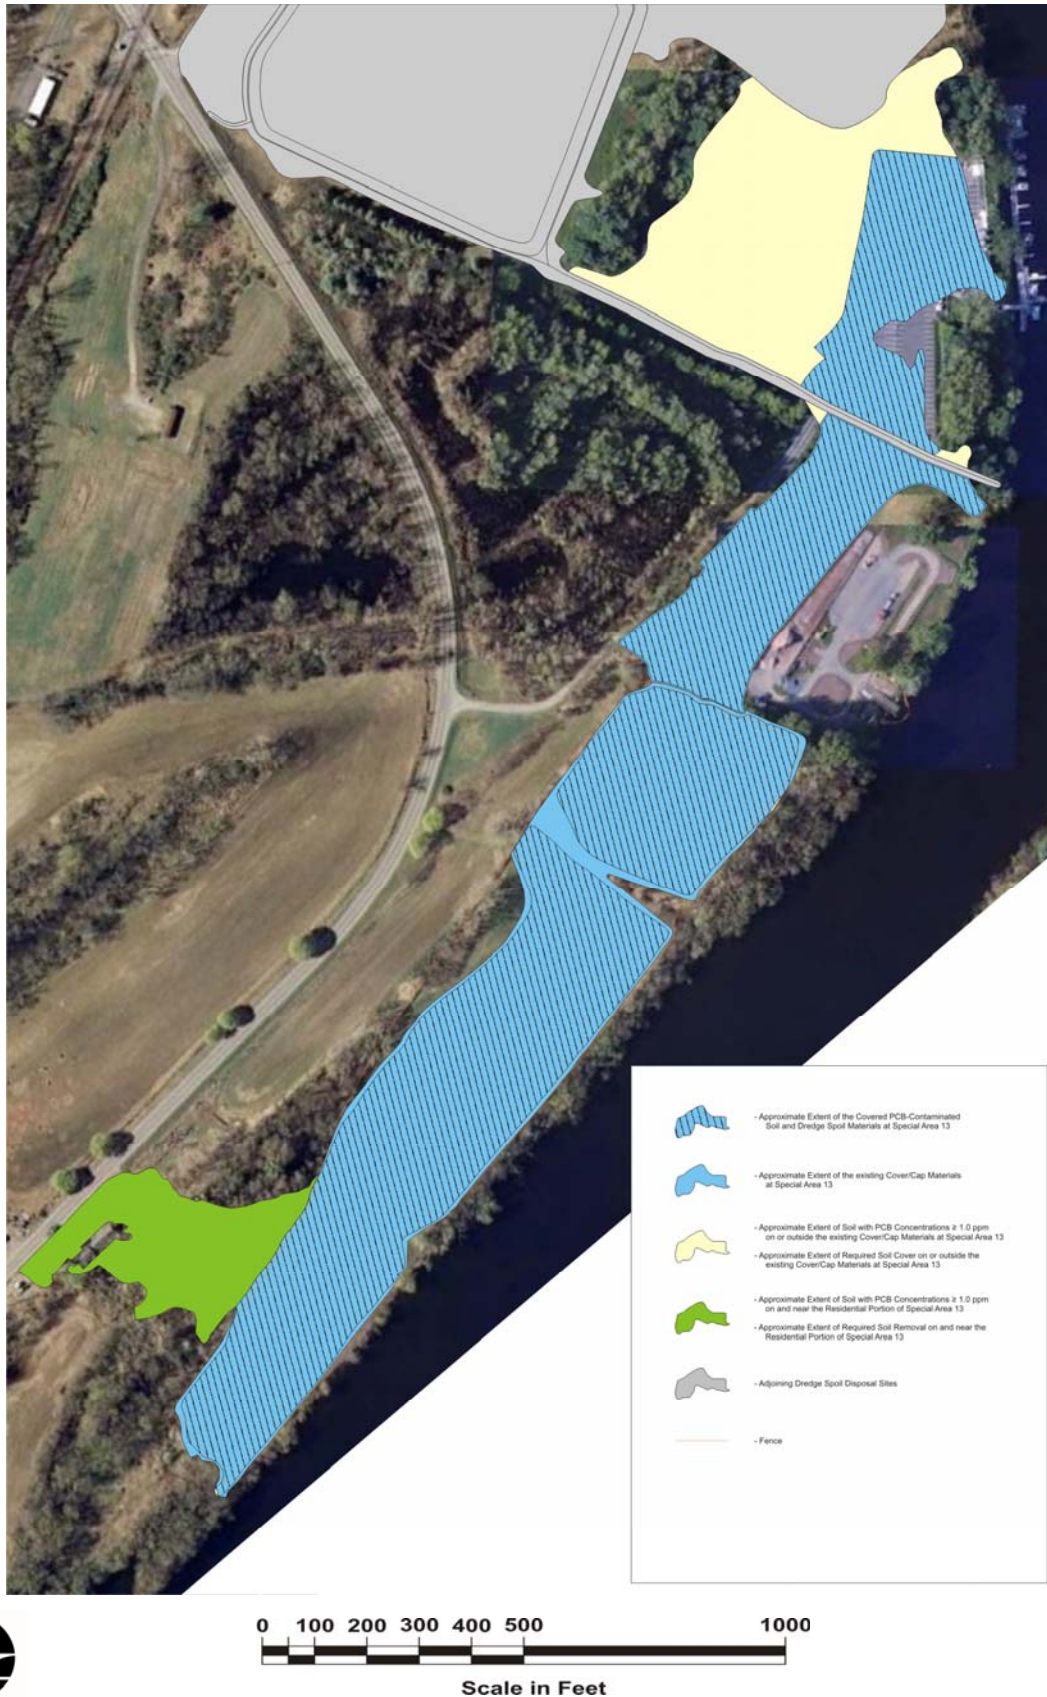 - Approximate Extent of the Covered PCB-Contaminated
Soil and Dredge Spoil Materials at Special Area 13
- Approximate Extent of the existing Cover/Cap Materials
at Special Area 13
- Approximate Extent of Soil with PCB Concentrations ≥ 1.0 ppm
on or outside the existing Cover/Cap Materials at Special Area 13
- Approximate Extent of Required Soil Cover on or outside the
existing Cover/Cap Materials at Special Area 13
- Approximate Extent of Soil with PCB Concentrations ≥ 1.0 ppm
on and near the Residential Portion of Special Area 13
- Approximate Extent of Required Soil Removal on and near the
Residential Portion of Special Area 13
- Adjoining Dredge Spoil Disposal Sites
- Fence
0 100 200 300 400 500 1000
Scale in Feet